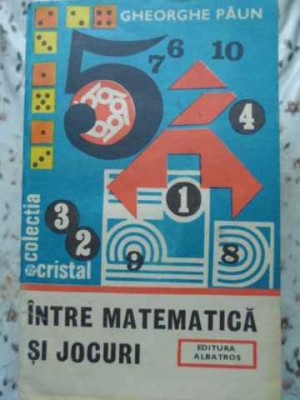 GHEORGHE PĂUN
5
7 6 10
4
1
3
2
9
8
colectia
cristal
ÎNTRE MATEMATICĂ
ȘI JOCURI
EDITURA
ALBATROS